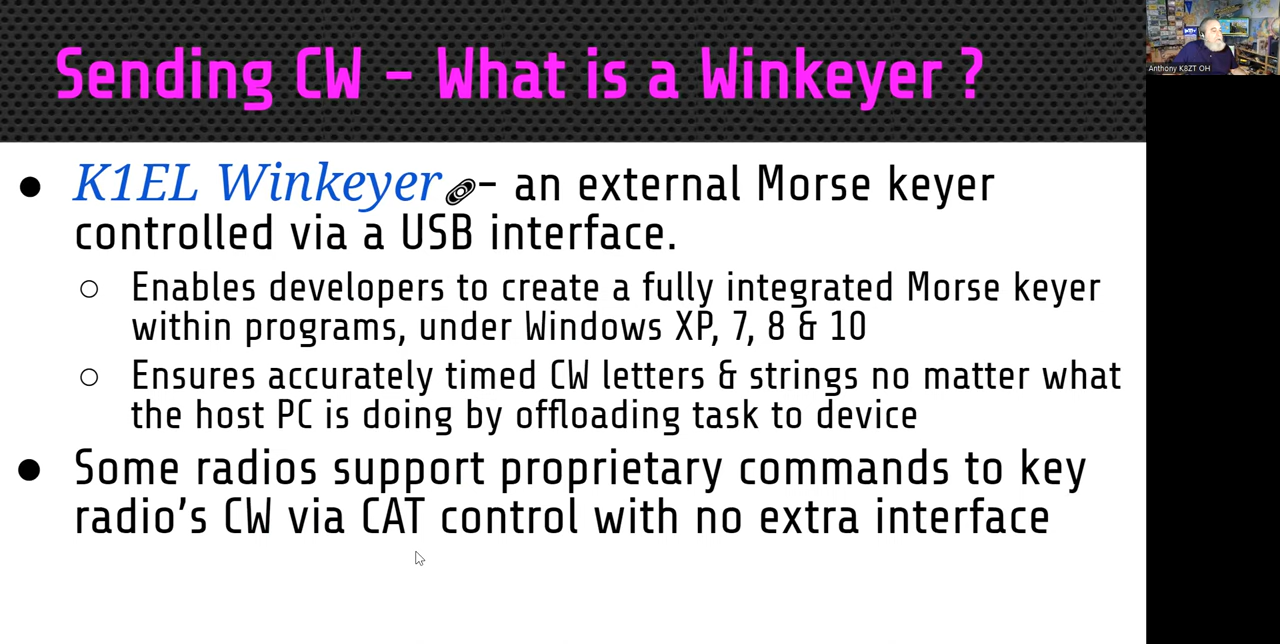 Sending CW – What is a Winkeyer ?
Anthony K8ZT OH
● K1EL Winkeyer – an external Morse keyer
controlled via a USB interface.
○ Enables developers to create a fully integrated Morse keyer
within programs, under Windows XP, 7, 8 & 10
○ Ensures accurately timed CW letters & strings no matter what
the host PC is doing by offloading task to device
● Some radios support proprietary commands to key
radio’s CW via CAT control with no extra interface